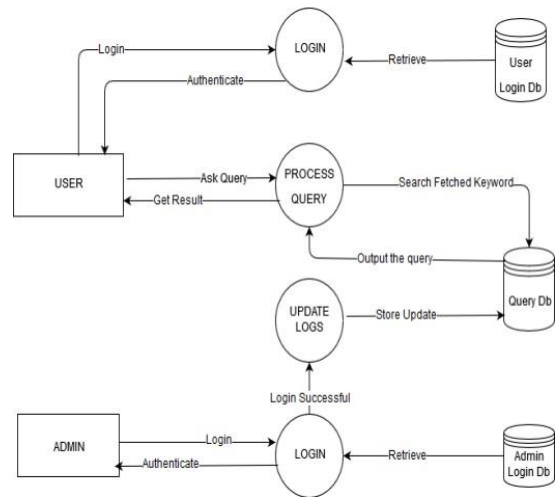 Login
LOGIN
Retrieve
User
Login Db
Authenticate
USER
Ask Query
Get Result
PROCESS
QUERY
Search Fetched Keyword
Output the query
Query Db
UPDATE
LOGS
Store Update
Login Successful
ADMIN
Login
Authenticate
LOGIN
Retrieve
Admin
Login Db